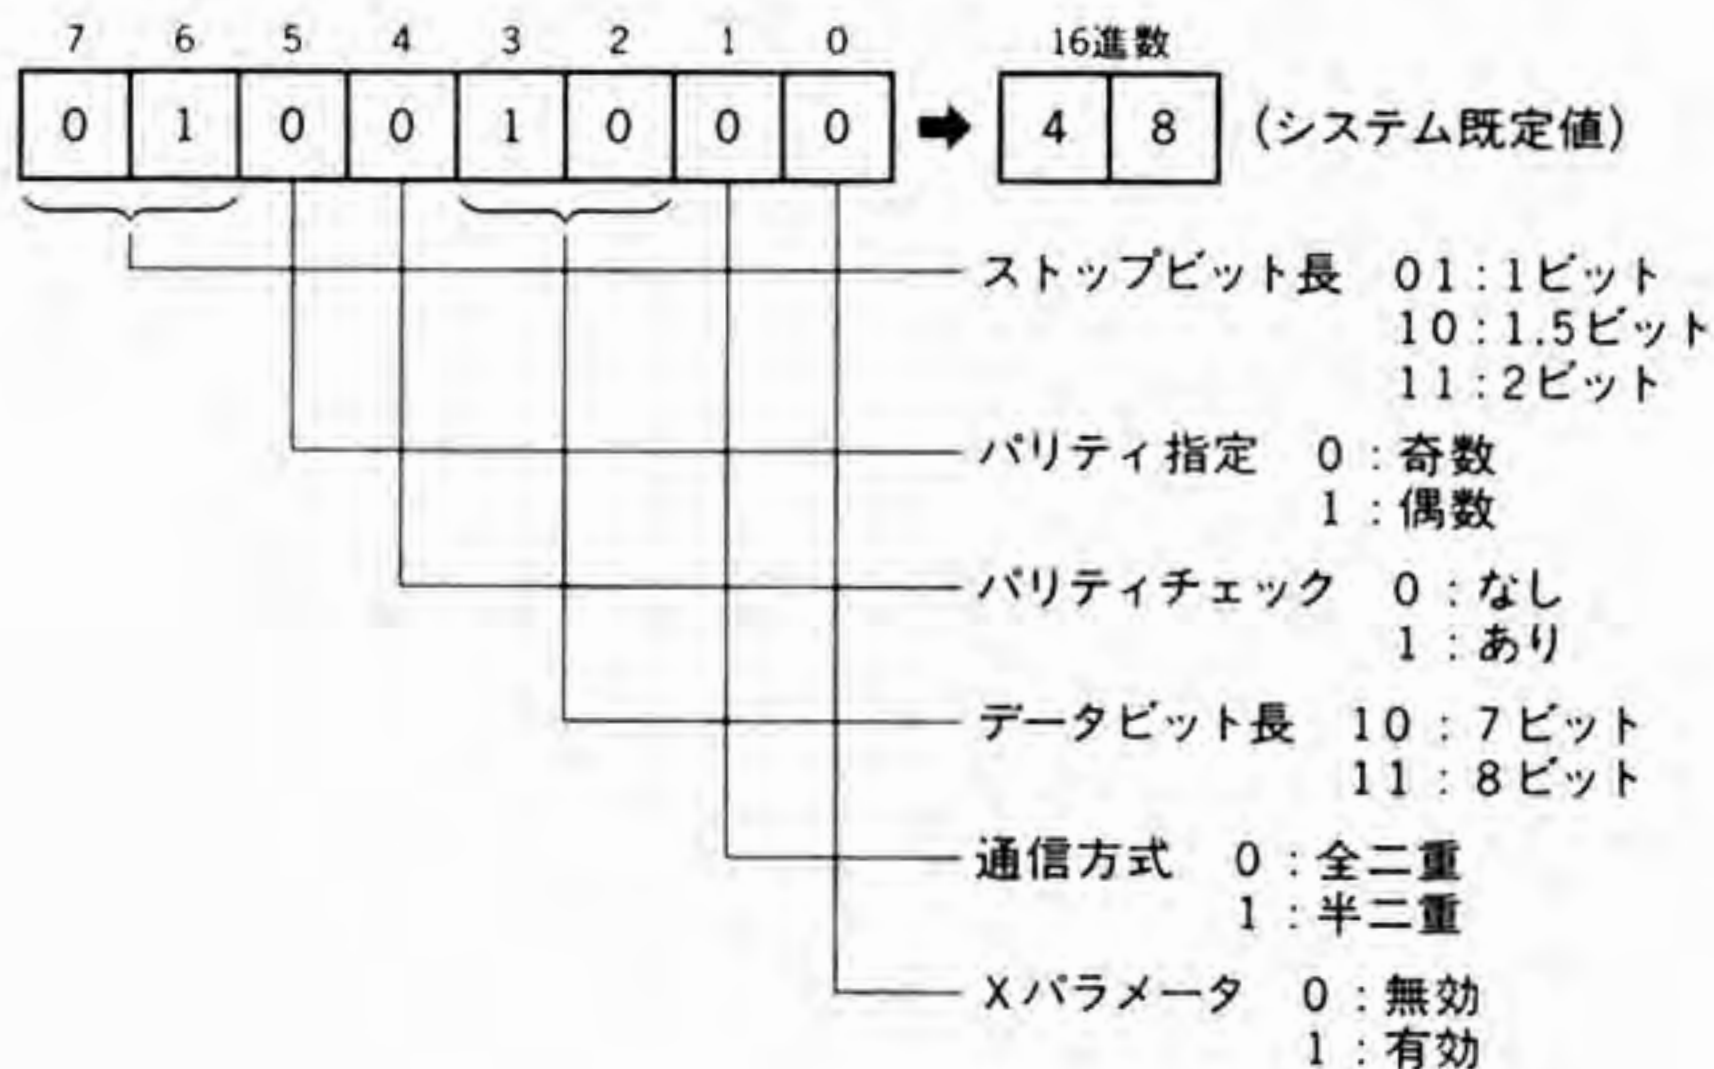 7 6 5 4 3 2 1 0 16進数
0 1 0 0 1 0 0 0 4 8 (システム既定値)
ストップビット長 01:1ビット
10:1.5ビット
11:2ビット
パリティ指定 0:奇数
1:偶数
パリティチェック 0:なし
1:あり
データビット長 10:7ビット
11:8ビット
通信方式 0:全二重
1:半二重
Xパラメータ 0:無効
1:有効